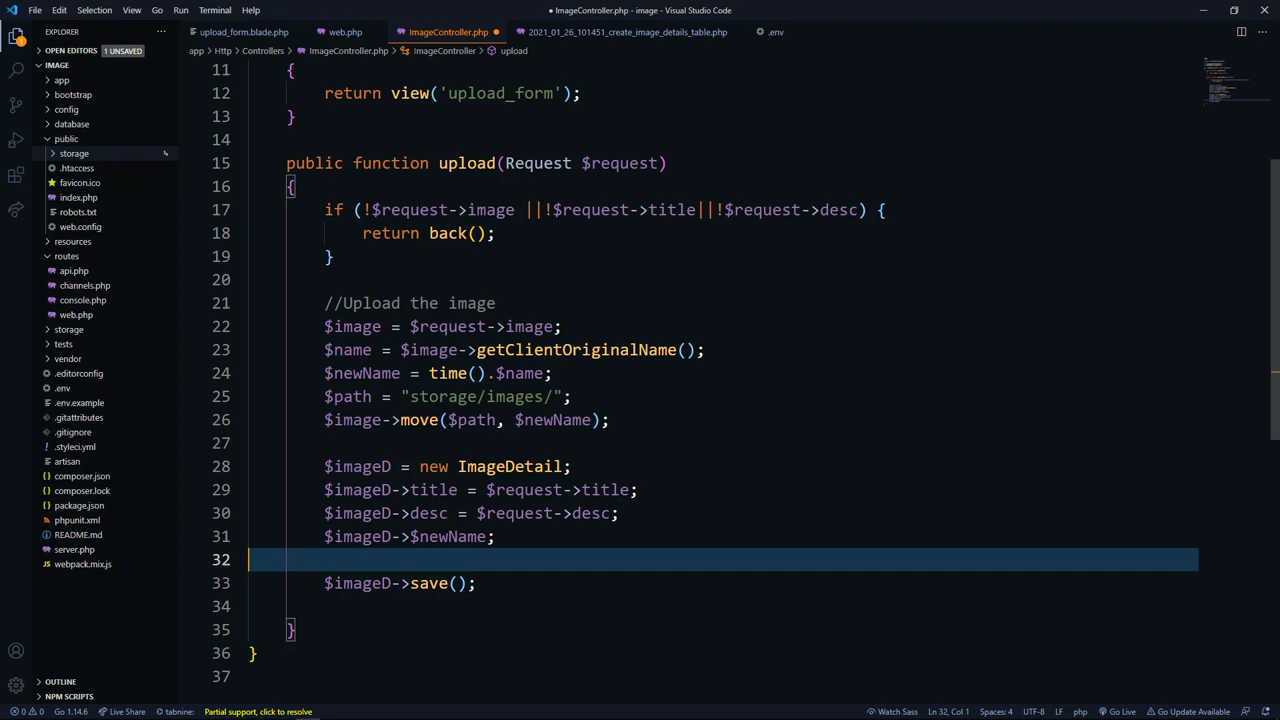 File Edit Selection View Go Run Terminal Help
● ImageController.php - image - Visual Studio Code
EXPLORER
upload_form.blade.php
web.php
ImageController.php
2021_01_26_101451_create_image_details_table.php
.env
app > Http > Controllers > ImageController.php > ImageController > upload
OPEN EDITORS 1 UNSAVED
IMAGE
app
bootstrap
config
database
public
storage
.htaccess
favicon.ico
index.php
robots.txt
web.config
resources
routes
api.php
channels.php
console.php
web.php
storage
tests
vendor
.editorconfig
.env
.env.example
.gitattributes
.gitignore
.styleci.yml
artisan
composer.json
composer.lock
package.json
phpunit.xml
README.md
server.php
webpack.mix.js
OUTLINE
NPM SCRIPTS
11 {
12 return view('upload_form');
13 }
14
15 public function upload(Request $request)
16 {
17 if (!$request->image ||!$request->title||!$request->desc) {
18 return back();
19 }
20
21 //Upload the image
22 $image = $request->image;
23 $name = $image->getClientOriginalName();
24 $newName = time().$name;
25 $path = "storage/images/";
26 $image->move($path, $newName);
27
28 $imageD = new ImageDetail;
29 $imageD->title = $request->title;
30 $imageD->desc = $request->desc;
31 $imageD->$newName;
32
33 $imageD->save();
34
35 }
36 }
37
0 0 Go 1.14.6 Live Share tabnine: Partial support, click to resolve
Watch Sass Ln 32, Col 1 Spaces: 4 UTF-8 LF php Go Live Go Update Available